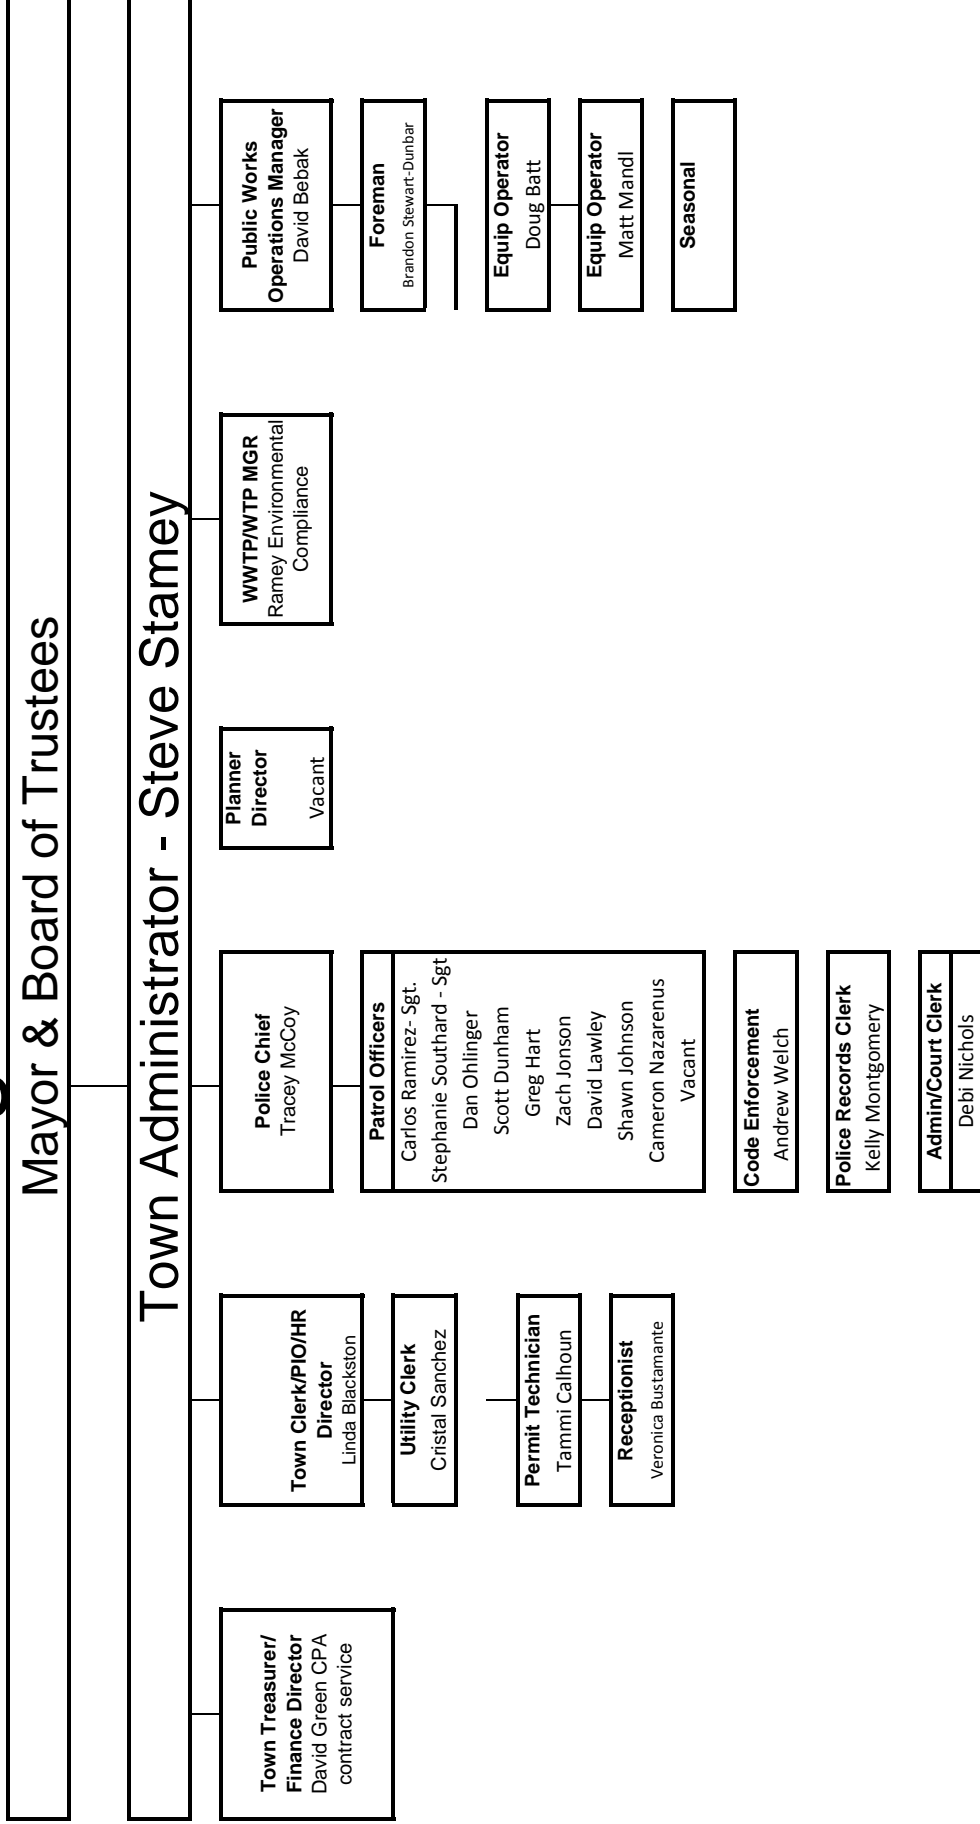 Mayor & Board of Trustees
Town Administrator - Steve Stamey
Town Treasurer/
Finance Director
David Green CPA
contract service
Town Clerk/PIO/HR
Director
Linda Blackston
Utility Clerk
Cristal Sanchez
Permit Technician
Tammi Calhoun
Receptionist
Veronica Bustamante
Police Chief
Tracey McCoy
Patrol Officers
Carlos Ramirez- Sgt.
Stephanie Southard - Sgt
Dan Ohlinger
Scott Dunham
Greg Hart
Zach Jonson
David Lawley
Shawn Johnson
Cameron Nazarenus
Vacant
Code Enforcement
Andrew Welch
Police Records Clerk
Kelly Montgomery
Admin/Court Clerk
Debi Nichols
Planner
Director
Vacant
WWTP/WTP MGR
Ramey Environmental
Compliance
Public Works
Operations Manager
David Bebak
Foreman
Brandon Stewart-Dunbar
Equip Operator
Doug Batt
Equip Operator
Matt Mandl
Seasonal